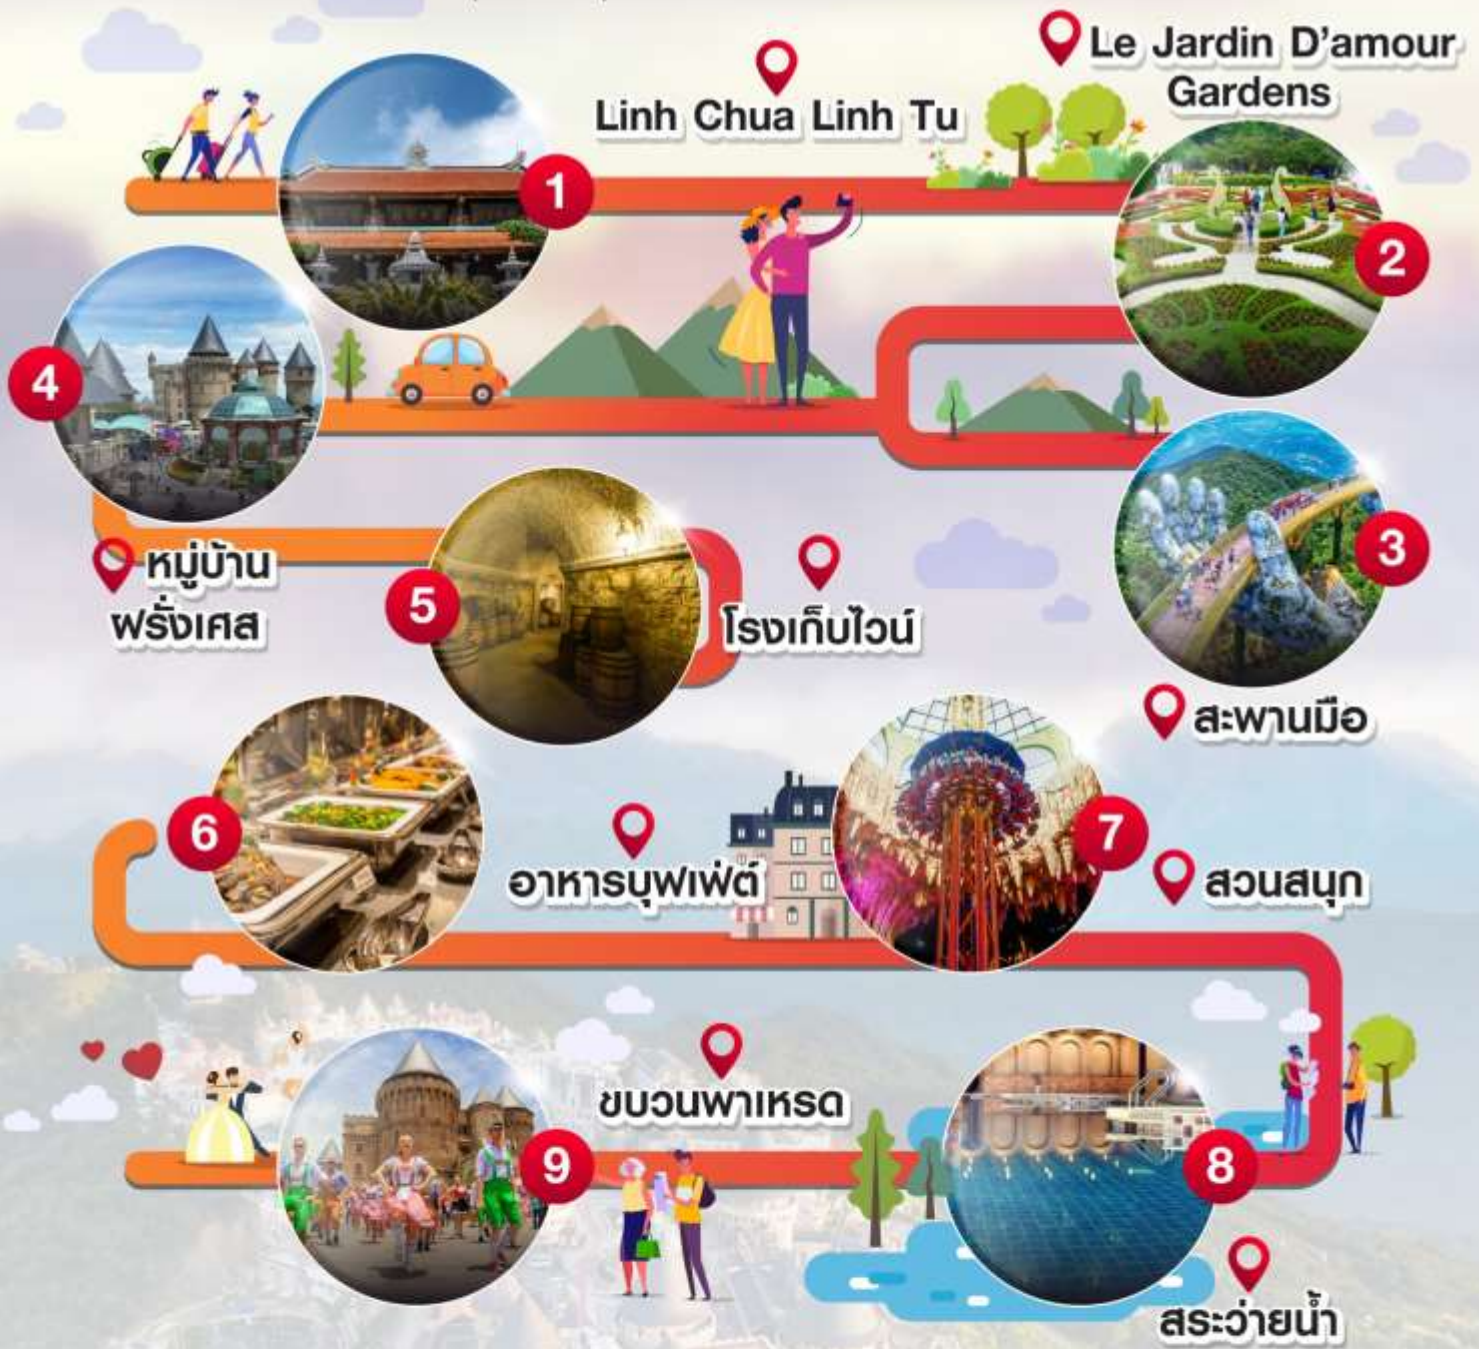 Le Jardin D'amour
Gardens
Linh Chua Linh Tu
1
2
4
3
หมู่บ้าน
ฝรั่งเศส
5
โรงเก็บไวน์
สะพานมือ
6
อาหารบุฟเฟ่ต์
7
สวนสนุก
ขบวนพาเหรด
9
8
สระว่ายน้ำ